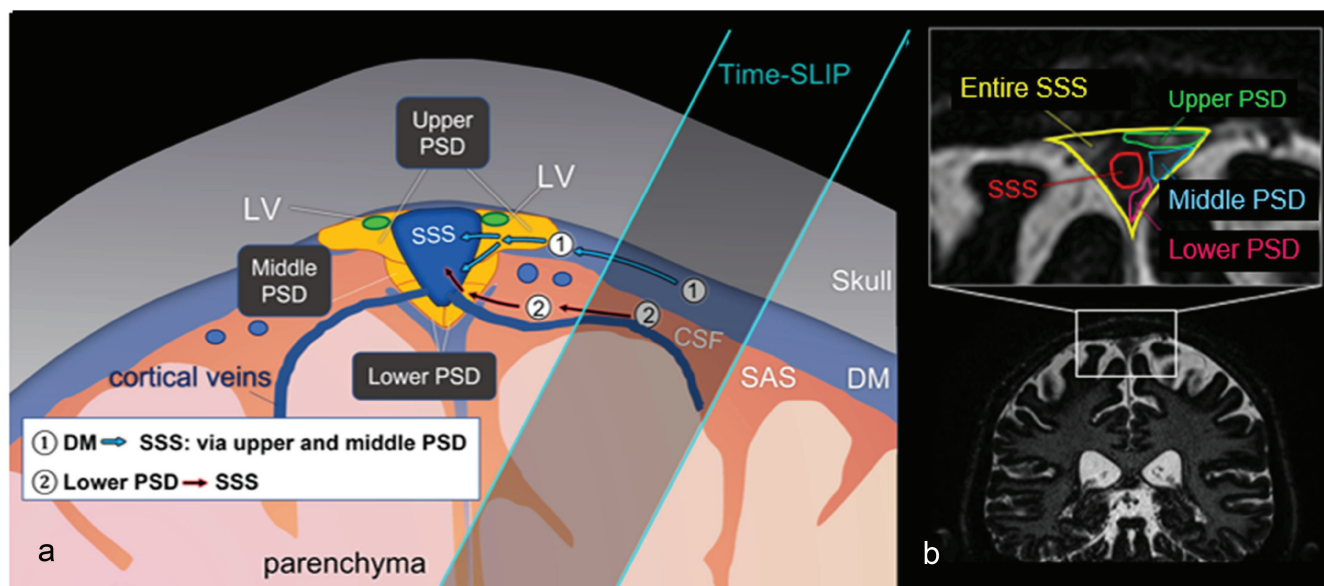 Time-SLIP
Upper
PSD
LV
LV
SSS
1
Middle
PSD
Skull
1
2
2
CSF
cortical veins
Lower PSD
SAS
DM
① DM → SSS: via upper and middle PSD
② Lower PSD → SSS
a
parenchyma
Entire SSS
Upper PSD
SSS
Middle PSD
Lower PSD
b